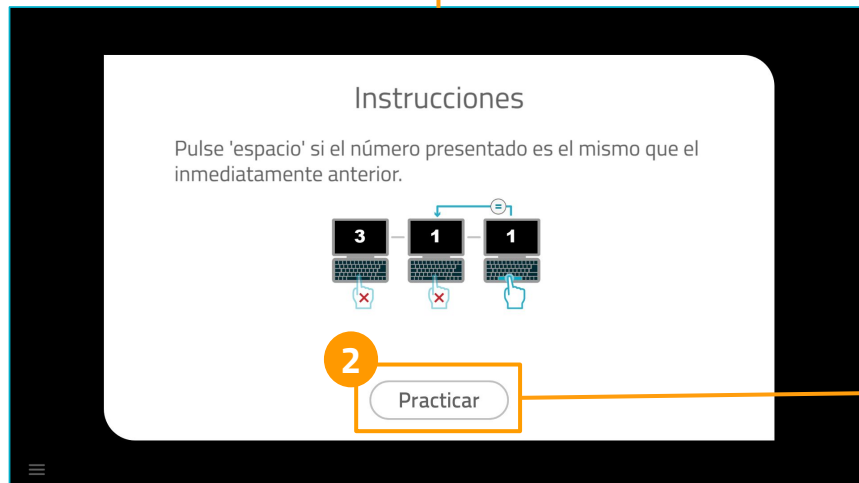 Instrucciones
Pulse 'espacio' si el número presentado es el mismo que el
inmediatamente anterior.
=
3 1 1
2
Practicar